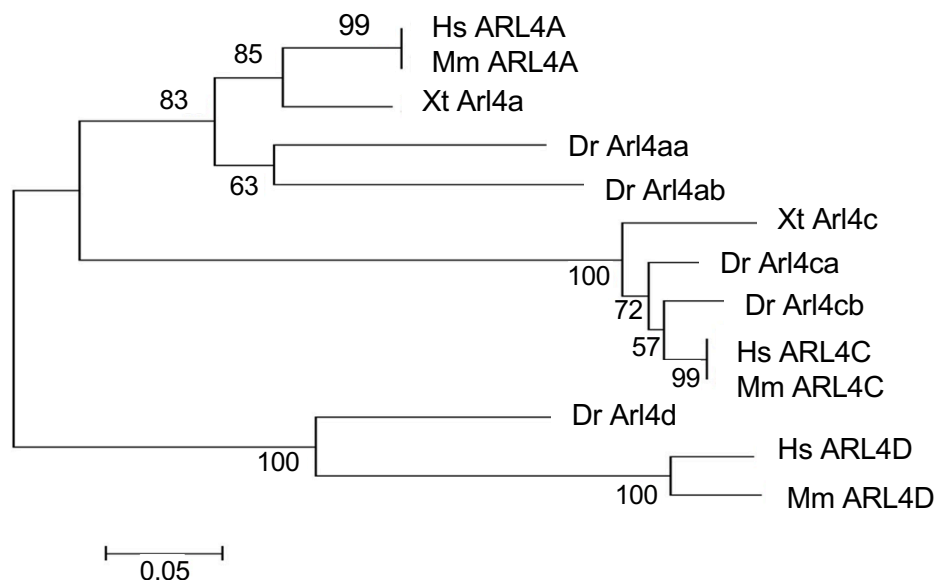 99
Hs ARL4A
85
Mm ARL4A
83
Xt Arl4a
Dr Arl4aa
63
Dr Arl4ab
Xt Arl4c
100
Dr Arl4ca
72
Dr Arl4cb
57
Hs ARL4C
99
Mm ARL4C
Dr Arl4d
100
Hs ARL4D
100
Mm ARL4D
0.05